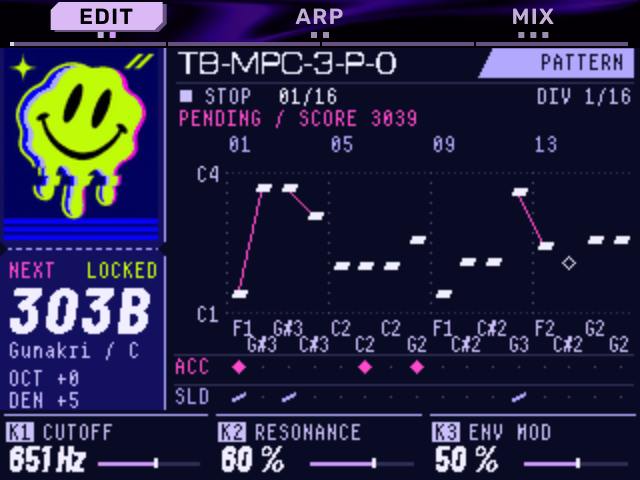 EDIT ARP MIX
TB-MPC-3-P-0 PATTERN
STOP 01/16 DIV 1/16
PENDING / SCORE 3039
01 05 09 13
C4
C1
F1 G#3 G#3 C#3 C2 C2 C2 G2 F1 C#2 C#2 G3 F2 C#2 G2 G2
ACC
SLD
NEXT LOCKED
303B
Gunakri / C
OCT +0
DEN +5
K1 CUTOFF
651 Hz
K2 RESONANCE
60 %
K3 ENV MOD
50 %